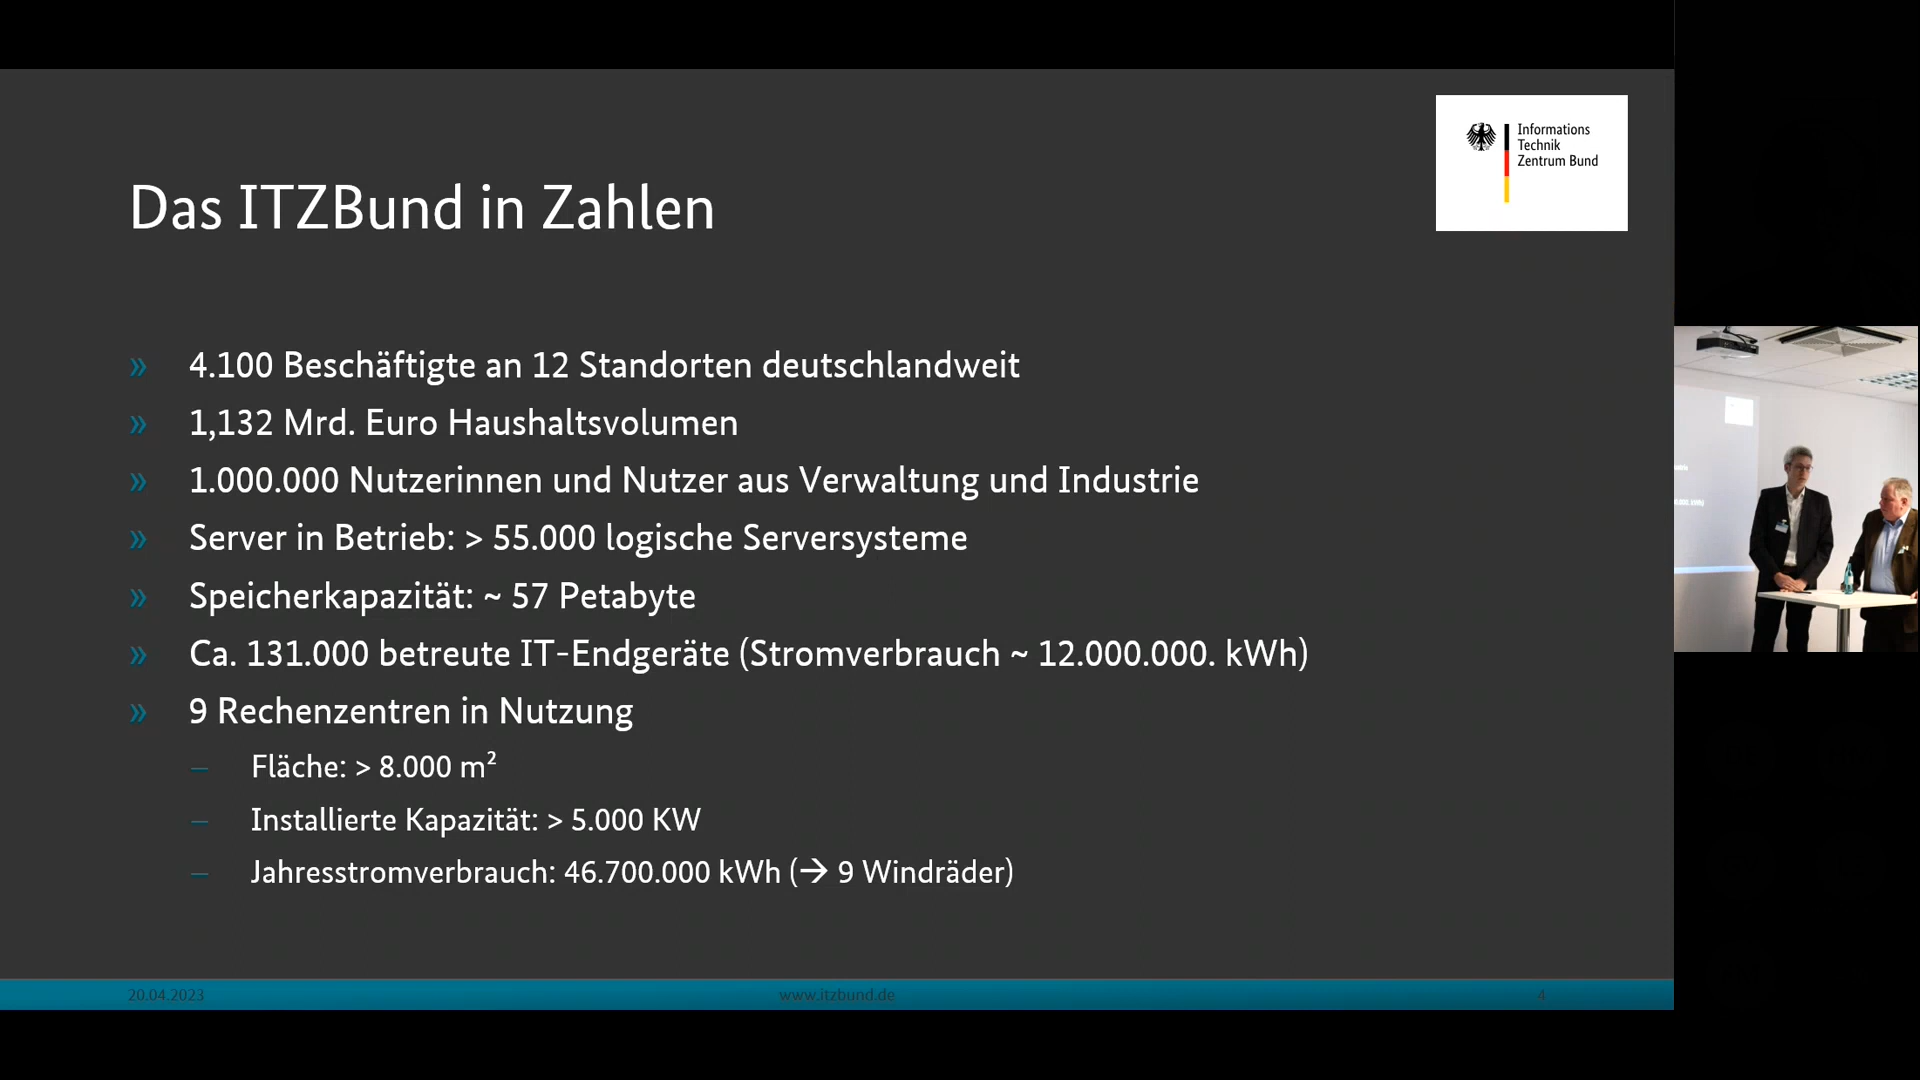 Informations
Technik
Zentrum Bund
Das ITZBund in Zahlen
» 4.100 Beschäftigte an 12 Standorten deutschlandweit
» 1,132 Mrd. Euro Haushaltsvolumen
» 1.000.000 Nutzerinnen und Nutzer aus Verwaltung und Industrie
» Server in Betrieb: > 55.000 logische Serversysteme
» Speicherkapazität: ~ 57 Petabyte
» Ca. 131.000 betreute IT-Endgeräte (Stromverbrauch ~ 12.000.000. kWh)
» 9 Rechenzentren in Nutzung
– Fläche: > 8.000 m²
– Installierte Kapazität: > 5.000 KW
– Jahresstromverbrauch: 46.700.000 kWh (→ 9 Windräder)
20.04.2023
www.itzbund.de
4